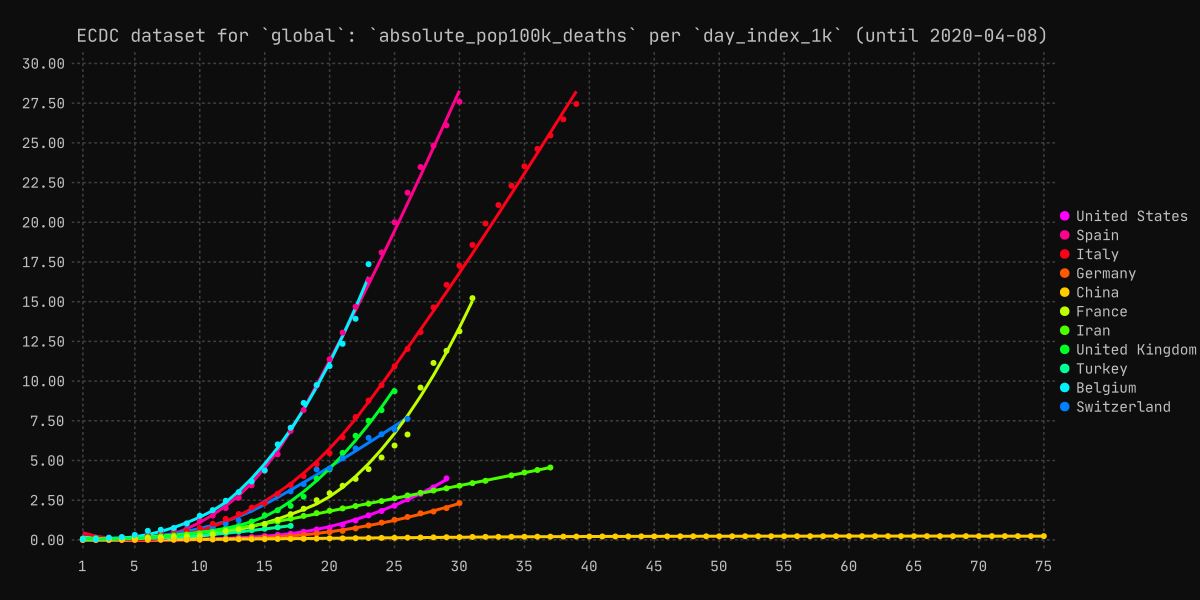 ECDC dataset for `global`: `absolute_pop100k_deaths` per `day_index_1k` (until 2020-04-08)
30.00
27.50
25.00
22.50
20.00
17.50
15.00
12.50
10.00
7.50
5.00
2.50
0.00
1 5 10 15 20 25 30 35 40 45 50 55 60 65 70 75
United States
Spain
Italy
Germany
China
France
Iran
United Kingdom
Turkey
Belgium
Switzerland